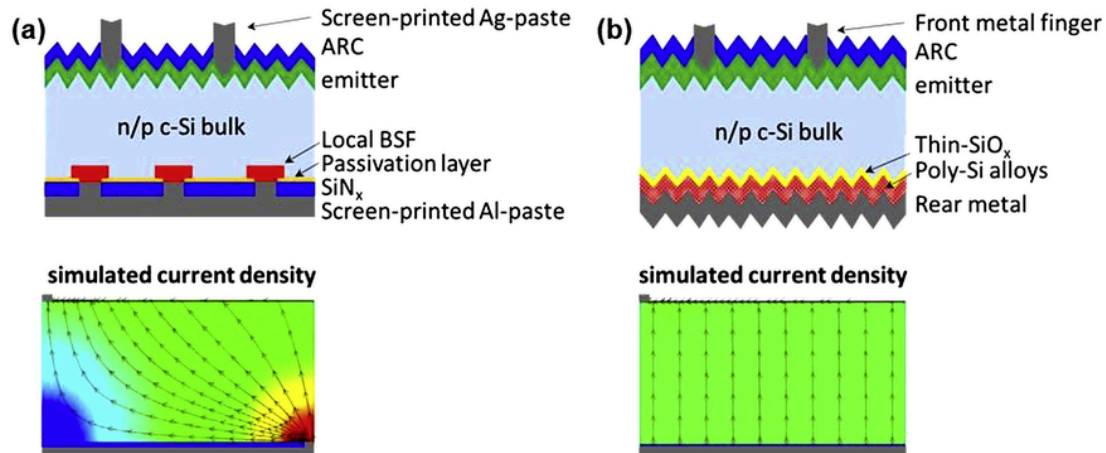 (a)
Screen-printed Ag-paste
ARC
emitter
n/p c-Si bulk
Local BSF
Passivation layer
SiNx
Screen-printed Al-paste
simulated current density
(b)
Front metal finger
ARC
emitter
n/p c-Si bulk
Thin-SiOx
Poly-Si alloys
Rear metal
simulated current density